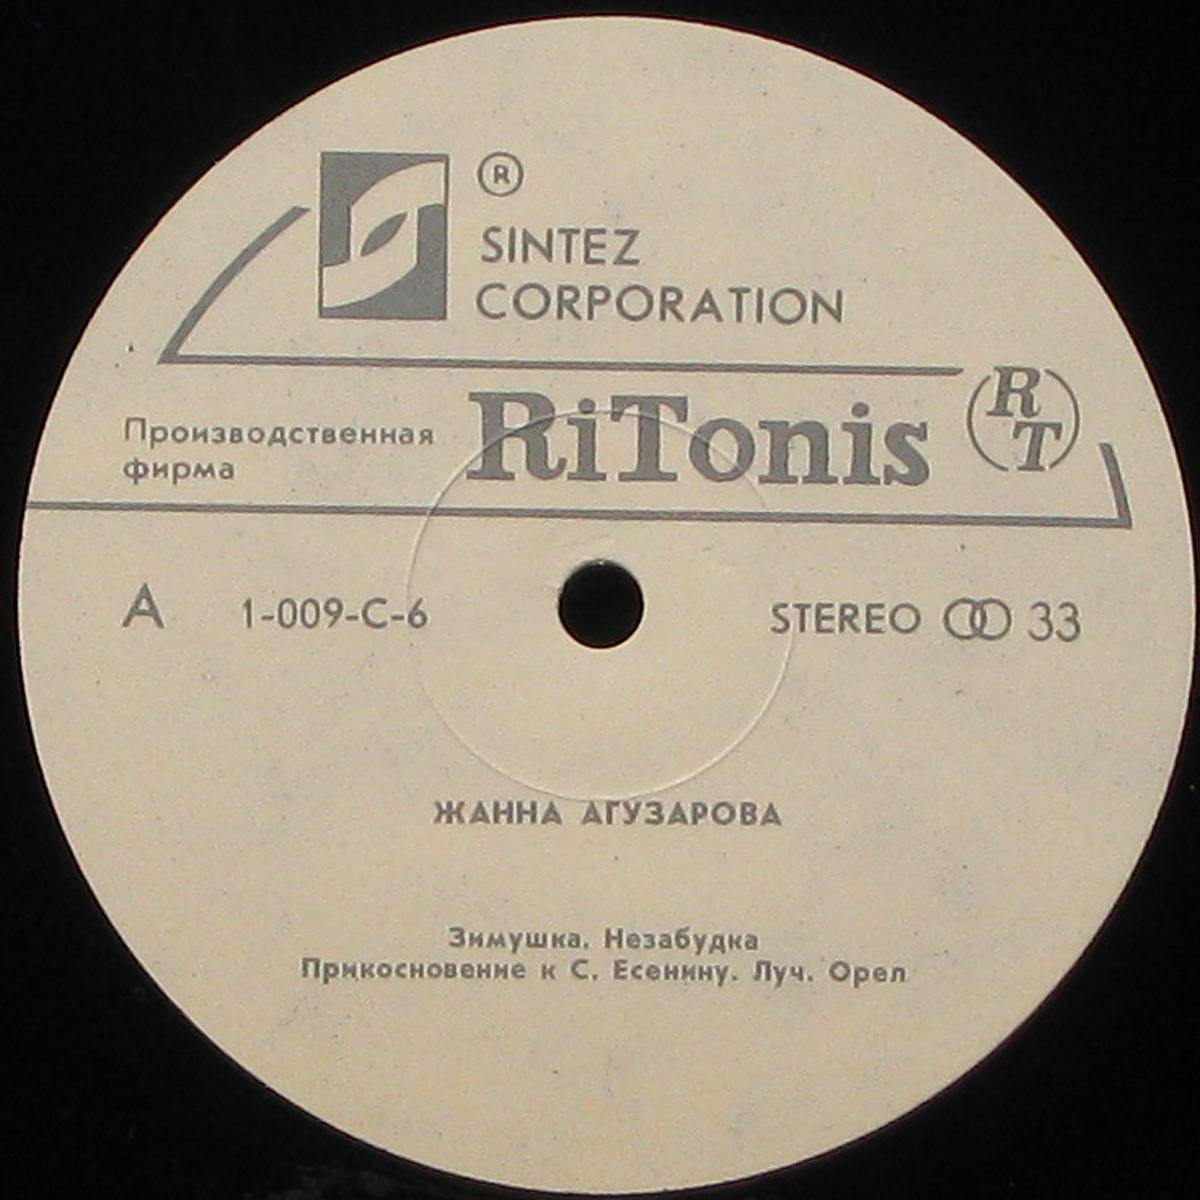 ®
SINTEZ
CORPORATION
Производственная
фирма
RiTonis
RT
A 1-009-C-6
STEREO 33
ЖАННА АГУЗАРОВА
Зимушка. Незабудка
Прикосновение к С. Есенину. Луч. Орел